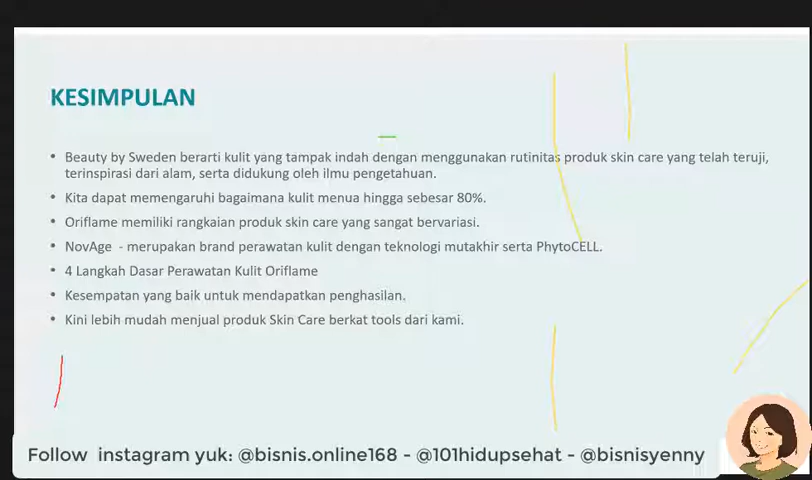 KESIMPULAN
• Beauty by Sweden berarti kulit yang tampak indah dengan menggunakan rutinitas produk skin care yang telah teruji,
terinspirasi dari alam, serta didukung oleh ilmu pengetahuan.
• Kita dapat memengaruhi bagaimana kulit menua hingga sebesar 80%.
• Oriflame memiliki rangkaian produk skin care yang sangat bervariasi.
• NovAge - merupakan brand perawatan kulit dengan teknologi mutakhir serta PhytoCELL.
• 4 Langkah Dasar Perawatan Kulit Oriflame
• Kesempatan yang baik untuk mendapatkan penghasilan.
• Kini lebih mudah menjual produk Skin Care berkat tools dari kami.
Follow instagram yuk: @bisnis.online168 - @101hidupsehat - @bisnisyenny